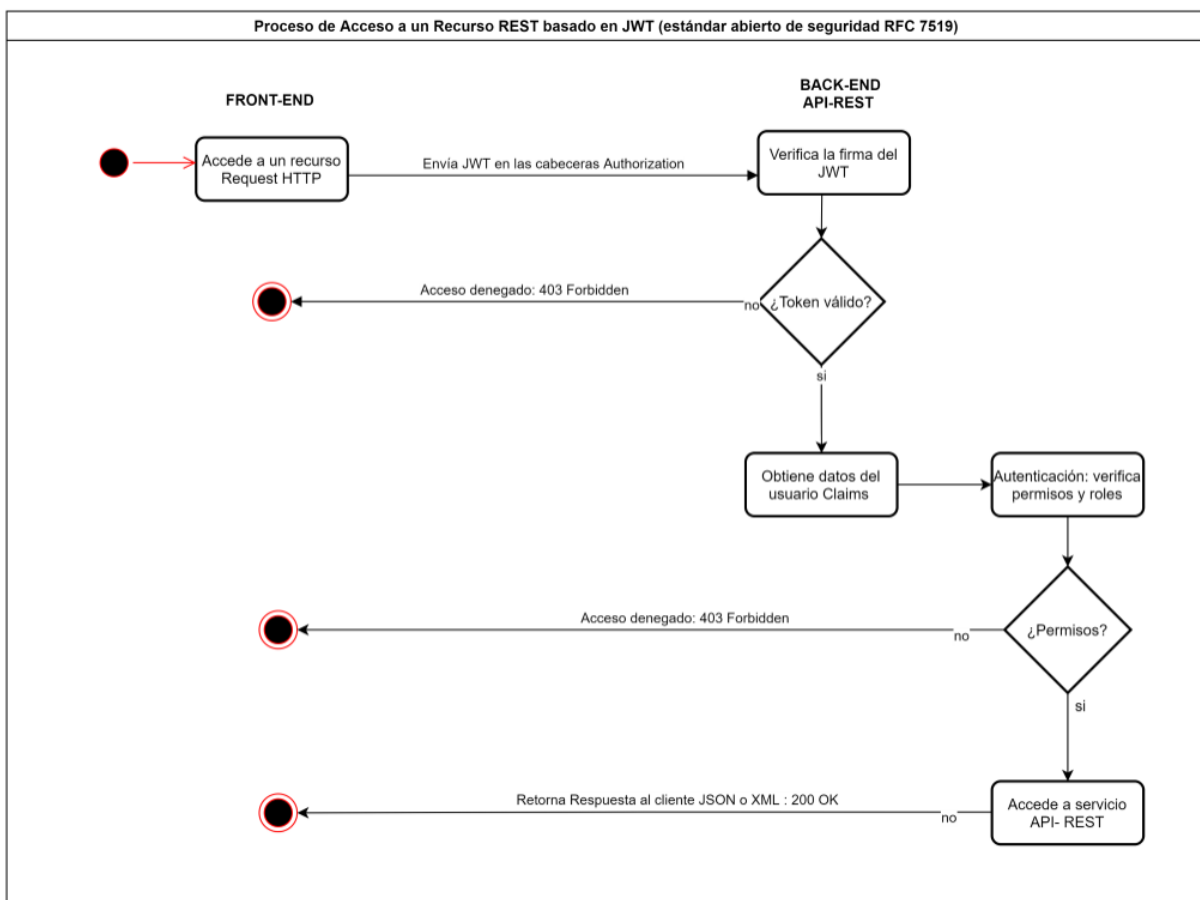 Proceso de Acceso a un Recurso REST basado en JWT (estándar abierto de seguridad RFC 7519)
FRONT-END
BACK-END
API-REST
Accede a un recurso
Request HTTP
Envía JWT en las cabeceras Authorization
Verifica la firma del
JWT
Acceso denegado: 403 Forbidden
no
¿Token válido?
si
Obtiene datos del
usuario Claims
Autenticación: verifica
permisos y roles
Acceso denegado: 403 Forbidden
no
¿Permisos?
si
Retorna Respuesta al cliente JSON o XML : 200 OK
no
Accede a servicio
API- REST